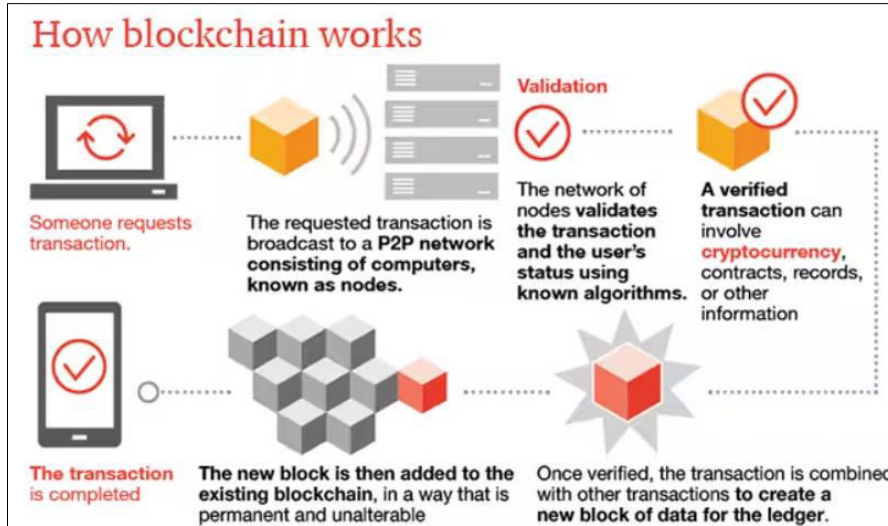 How blockchain works
Someone requests
transaction.
The requested transaction is
broadcast to a P2P network
consisting of computers,
known as nodes.
Validation
The network of
nodes validates
the transaction
and the user's
status using
known algorithms.
A verified
transaction can
involve
cryptocurrency,
contracts, records,
or other
information
Once verified, the transaction is combined
with other transactions to create a
new block of data for the ledger.
The new block is then added to the
existing blockchain, in a way that is
permanent and unalterable
The transaction
is completed